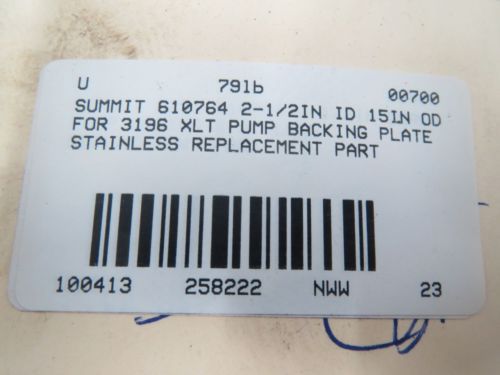 U 79lb 00700
SUMMIT 610764 2-1/2IN ID 15IN OD
FOR 3196 XLT PUMP BACKING PLATE
STAINLESS REPLACEMENT PART
100413 258222 NWW 23